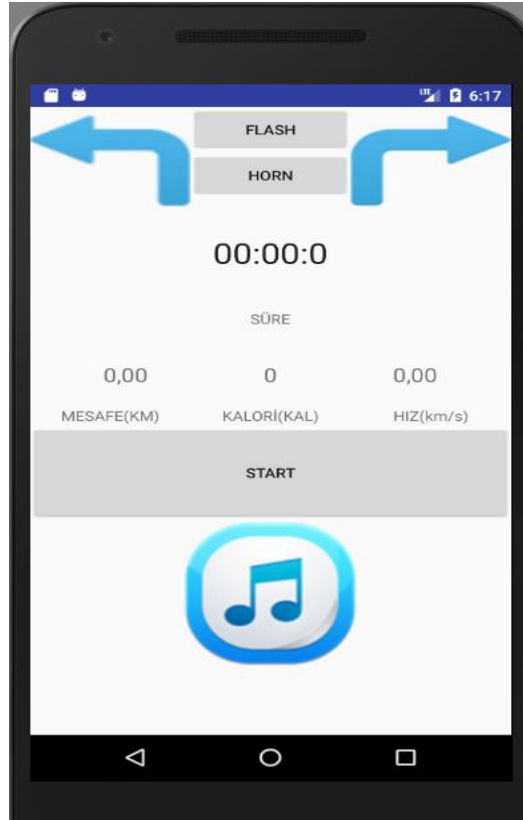 LTE 6:17
FLASH
HORN
00:00:0
SÜRE
0,00 0 0,00
MESAFE(KM) KALORİ(KAL) HIZ(km/s)
START